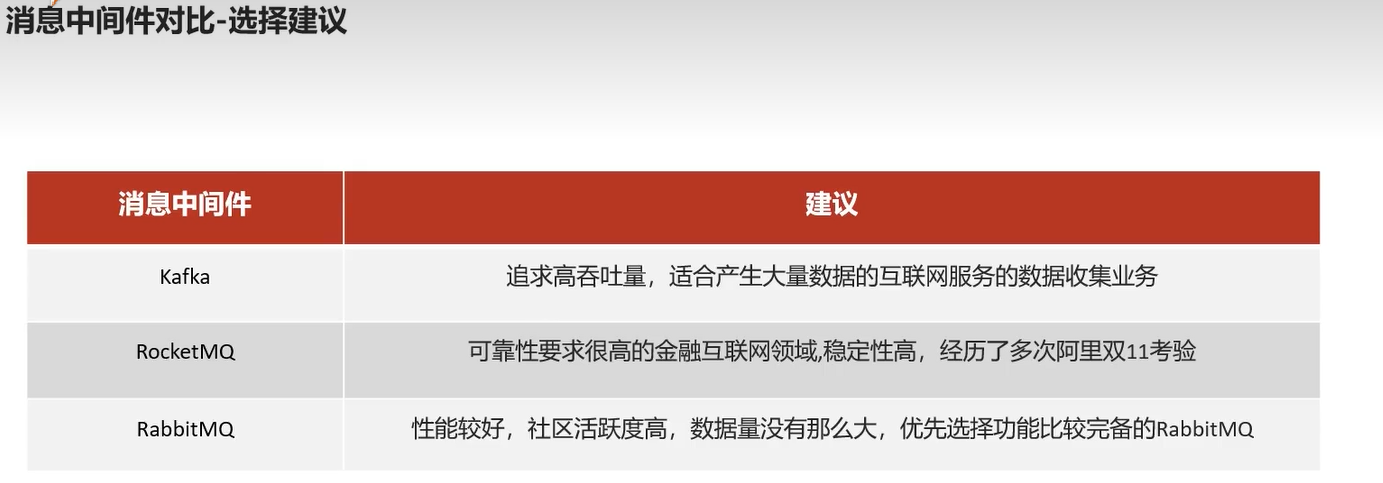 消息中间件对比-选择建议
消息中间件
建议
Kafka
追求高吞吐量，适合产生大量数据的互联网服务的数据收集业务
RocketMQ
可靠性要求很高的金融互联网领域,稳定性高，经历了多次阿里双11考验
RabbitMQ
性能较好，社区活跃度高，数据量没有那么大，优先选择功能比较完备的RabbitMQ